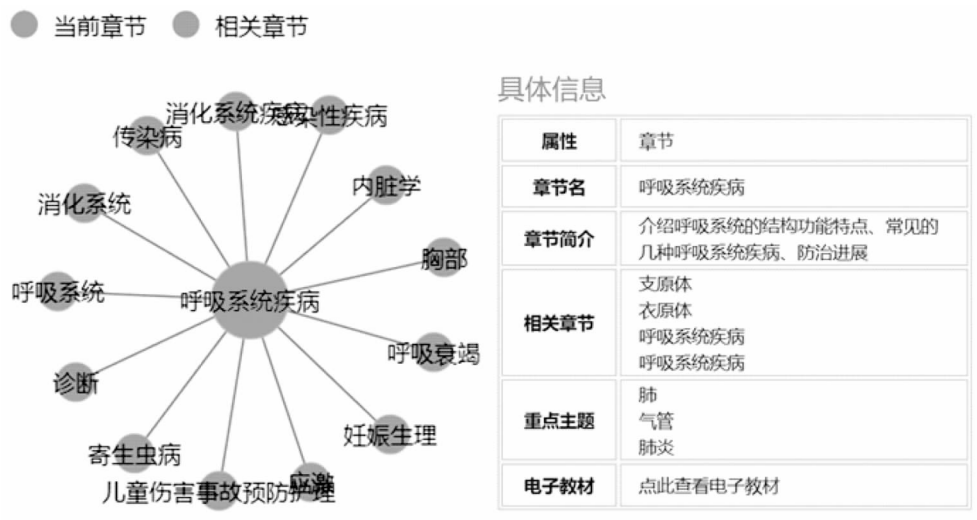 当前章节
相关章节
消化系统疾病
感染性疾病
传染病
内脏学
消化系统
胸部
呼吸系统
呼吸系统疾病
呼吸衰竭
诊断
妊娠生理
寄生虫病
儿童伤害事故预防护理
应激
具体信息
属性 章节
章节名 呼吸系统疾病
章节简介 介绍呼吸系统的结构功能特点、常见的
几种呼吸系统疾病、防治进展
相关章节 支原体
衣原体
呼吸系统疾病
呼吸系统疾病
重点主题 肺
气管
肺炎
电子教材 点此查看电子教材